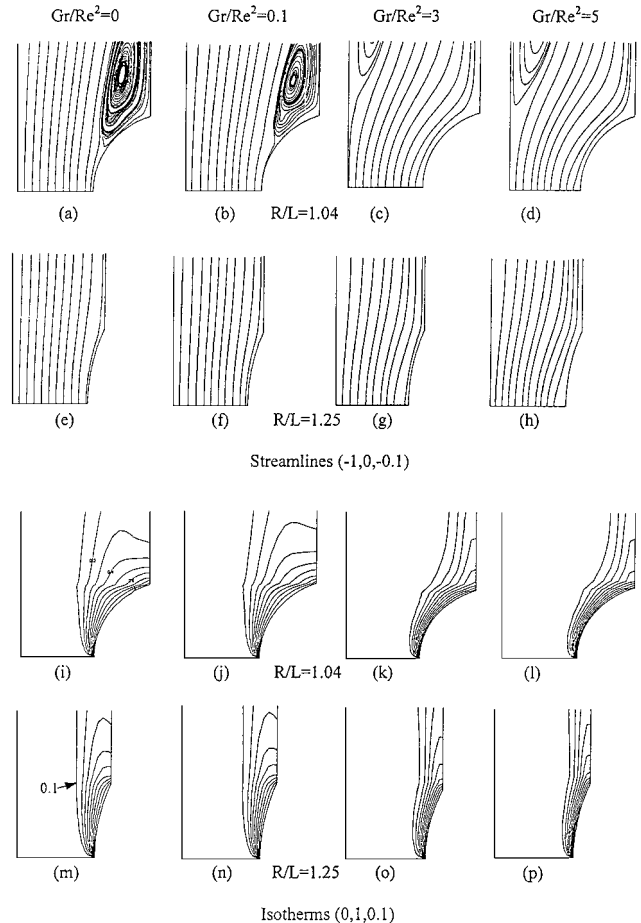 Gr/Re²=0 Gr/Re²=0.1 Gr/Re²=3 Gr/Re²=5
(a) (b) R/L=1.04 (c) (d)
(e) (f) R/L=1.25 (g) (h)
Streamlines (-1,0,-0.1)
(i) (j) R/L=1.04 (k) (l)
0.1
(m) (n) R/L=1.25 (o) (p)
Isotherms (0,1,0.1)